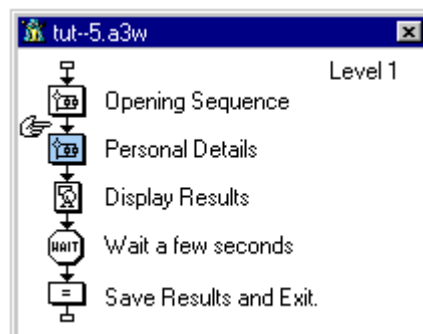 tut--5.a3w
Level 1
Opening Sequence
Personal Details
Display Results
WAIT Wait a few seconds
= Save Results and Exit.